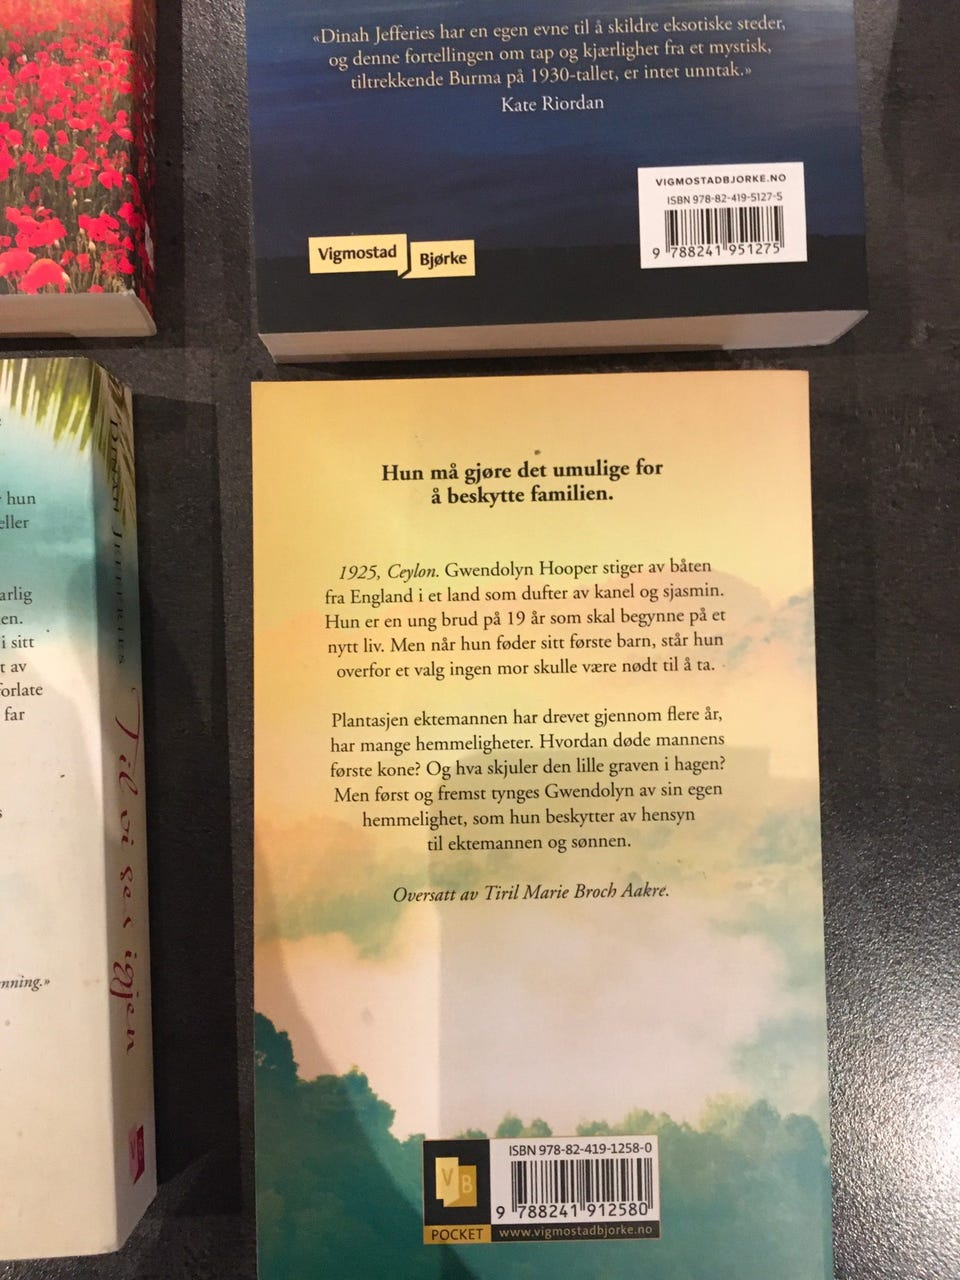 «Dinah Jefferies har en egen evne til å skildre eksotiske steder,
og denne fortellingen om tap og kjærlighet fra et mystisk,
tiltrekkende Burma på 1930-tallet, er intet unntak.»
Kate Riordan
VIGMOSTADBJORKE.NO
ISBN 978-82-419-5127-5
9 788241 951275
Vigmostad
Bjørke
hun
eller
arlig
en.
i sitt
t av
forlate
far
nning.»
DINAH JEFFERIES
Til vi ses igjen
VB
Hun må gjøre det umulige for
å beskytte familien.
1925, Ceylon. Gwendolyn Hooper stiger av båten
fra England i et land som dufter av kanel og sjasmin.
Hun er en ung brud på 19 år som skal begynne på et
nytt liv. Men når hun føder sitt første barn, står hun
overfor et valg ingen mor skulle være nødt til å ta.
Plantasjen ektemannen har drevet gjennom flere år,
har mange hemmeligheter. Hvordan døde mannens
første kone? Og hva skjuler den lille graven i hagen?
Men først og fremst tynges Gwendolyn av sin egen
hemmelighet, som hun beskytter av hensyn
til ektemannen og sønnen.
Oversatt av Tiril Marie Broch Aakre.
VB
POCKET
ISBN 978-82-419-1258-0
9 788241 912580
www.vigmostadbjorke.no